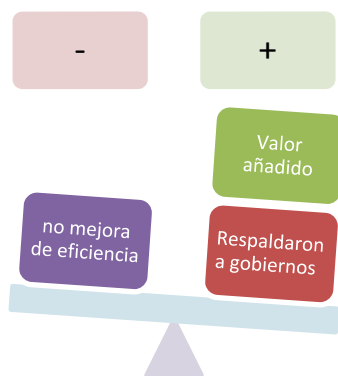 -
+
Valor
añadido
no mejora
de eficiencia
Respaldaron
a gobiernos